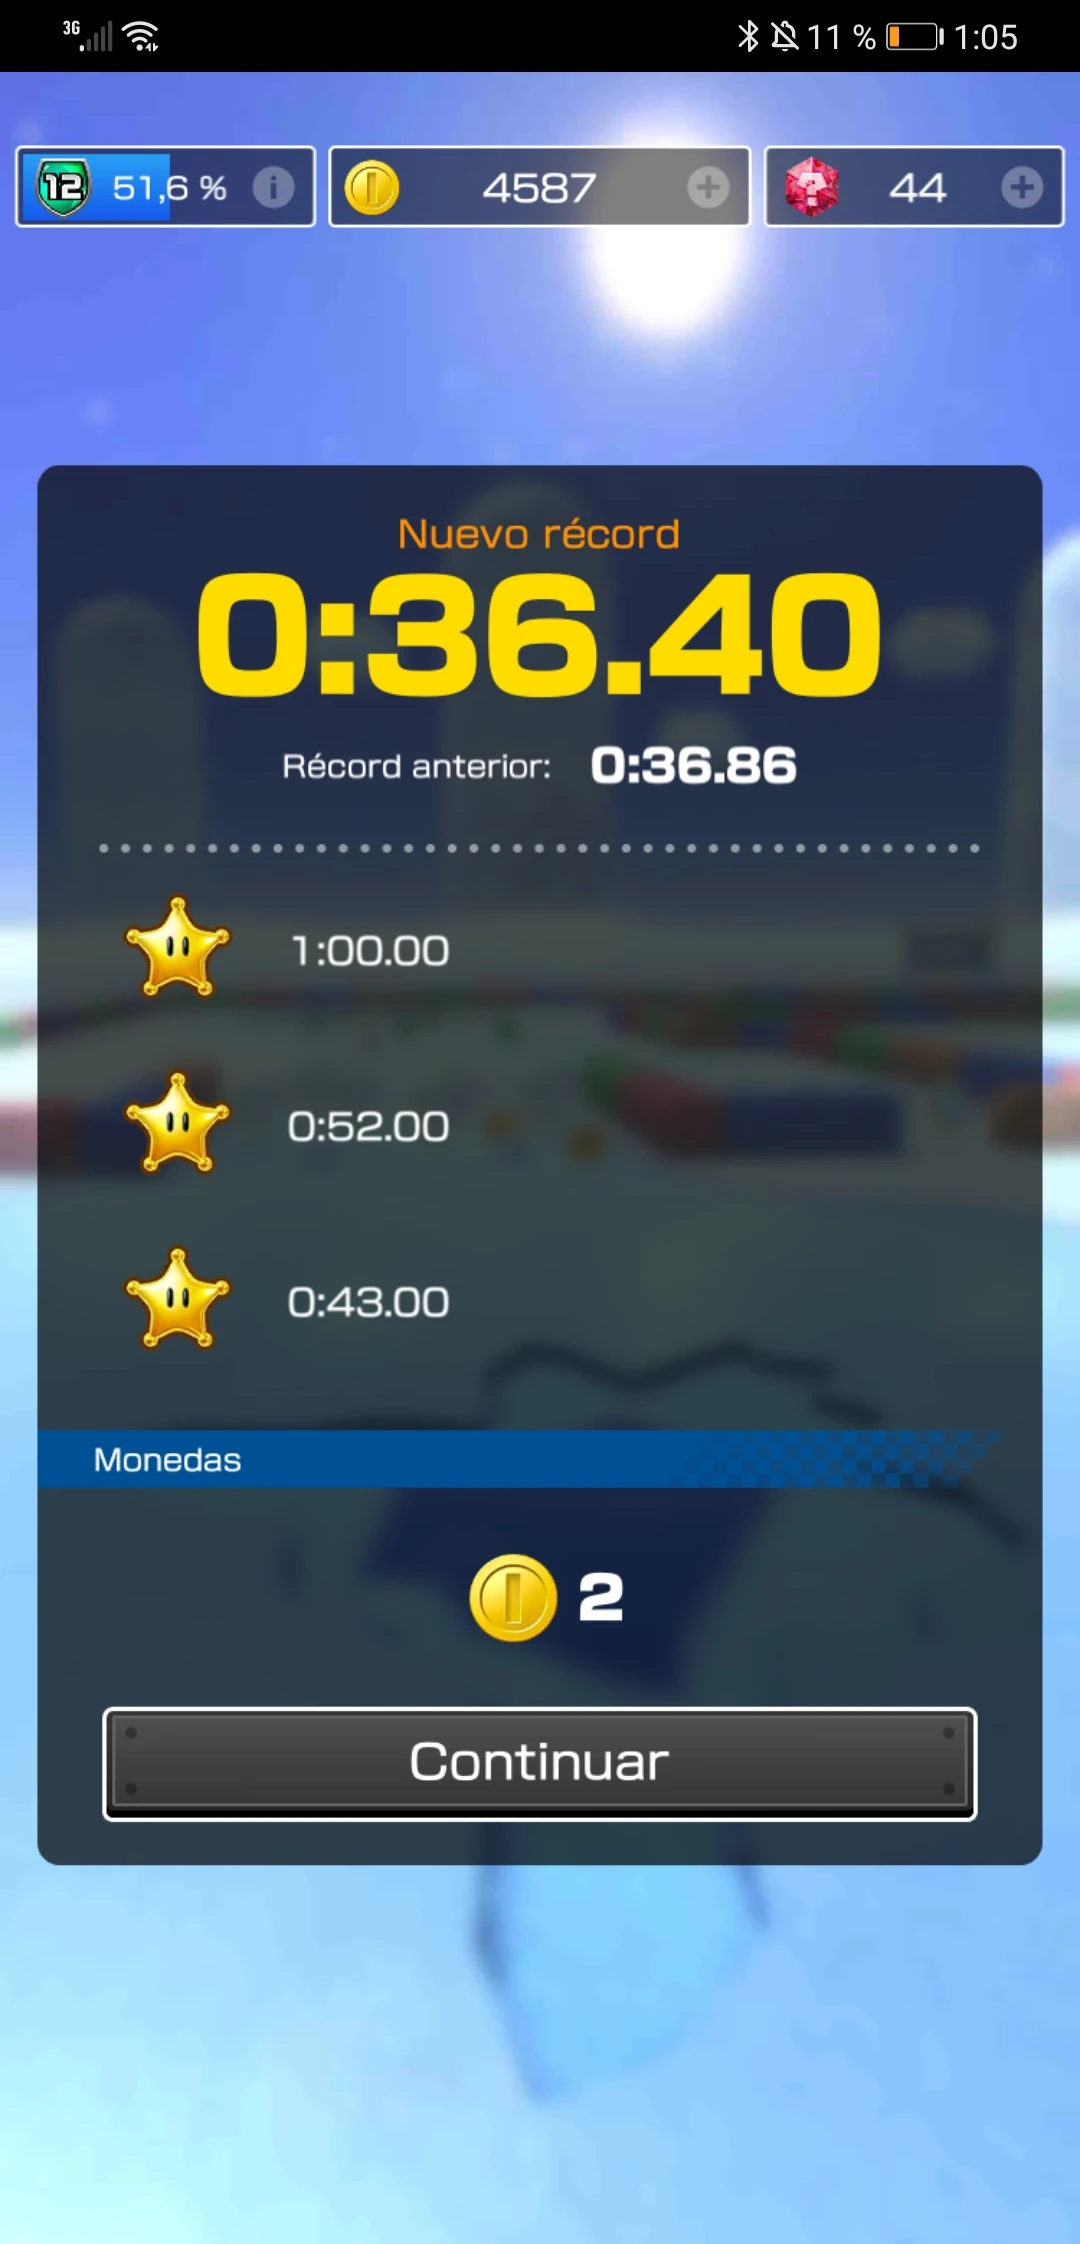 3G 11 % 1:05
12 51,6 % i 4587 + 44 +
Nuevo récord
0:36.40
Récord anterior: 0:36.86
1:00.00
0:52.00
0:43.00
Monedas
2
Continuar